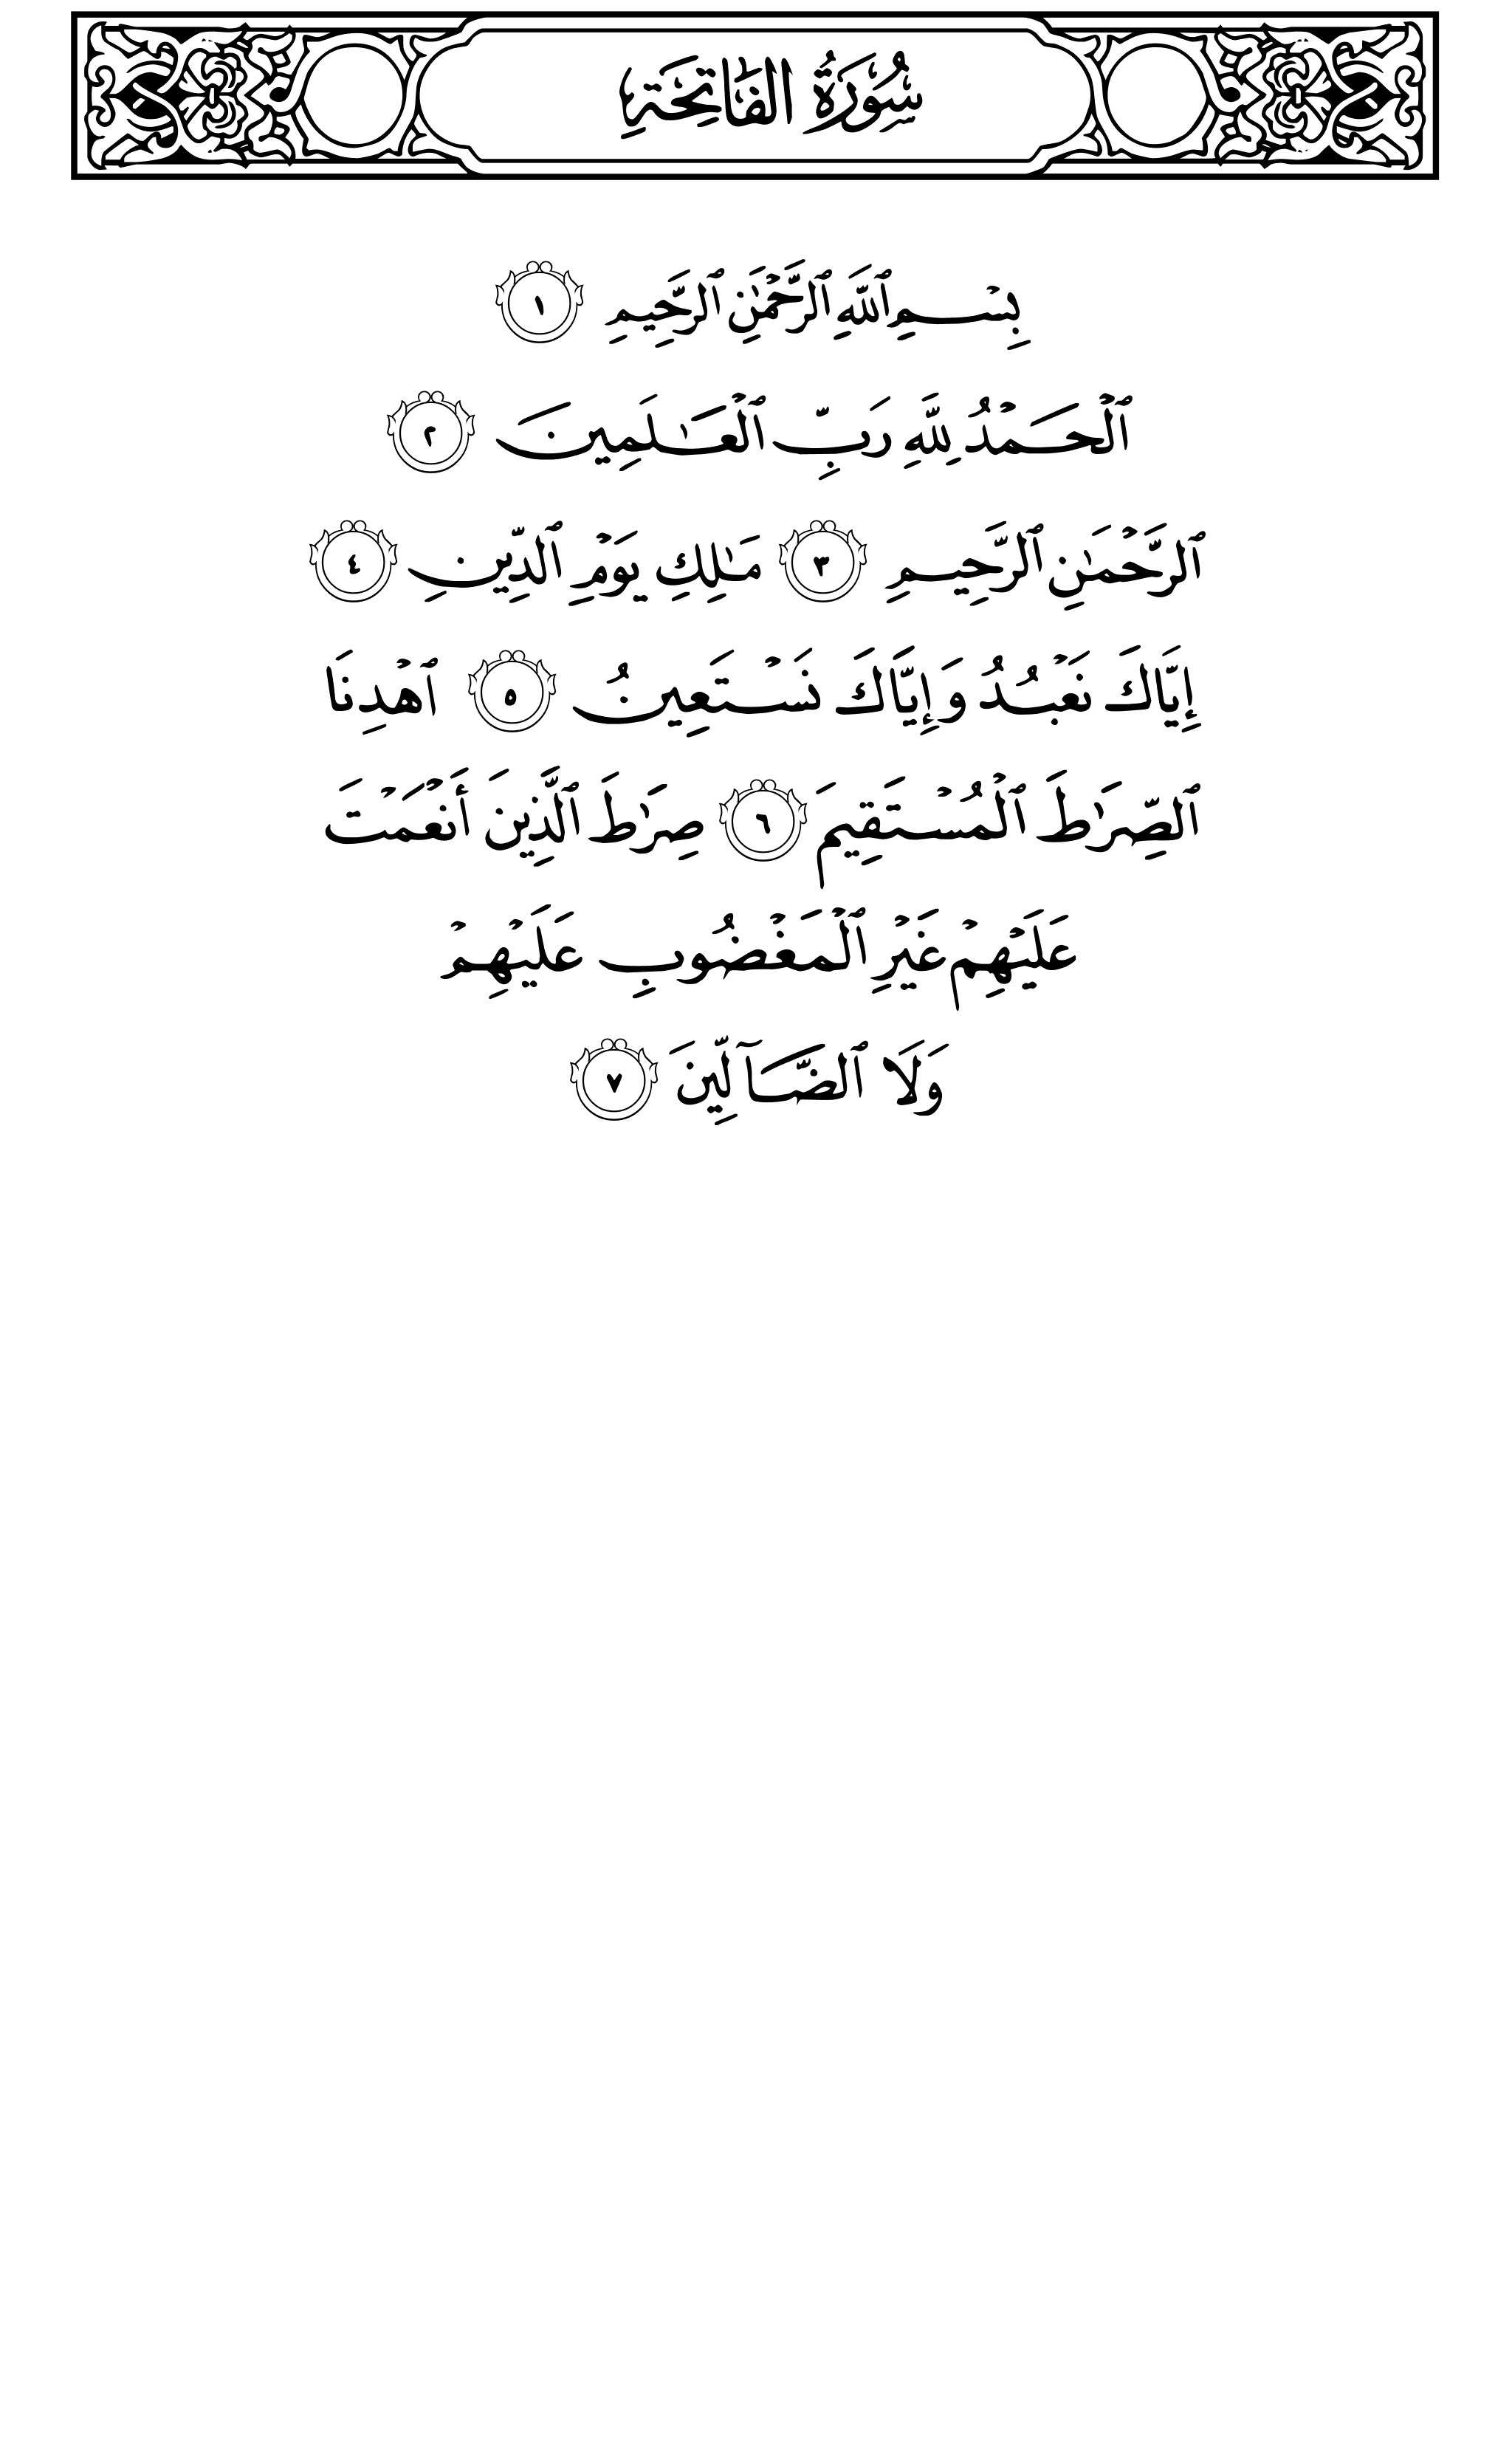 سُورَةُ الفَاتِحَةِ
بِسْمِ ٱللَّهِ ٱلرَّحْمَٰنِ ٱلرَّحِيمِ ١
ٱلْحَمْدُ لِلَّهِ رَبِّ ٱلْعَٰلَمِينَ ٢
ٱلرَّحْمَٰنِ ٱلرَّحِيمِ ٣ مَٰلِكِ يَوْمِ ٱلدِّينِ ٤
إِيَّاكَ نَعْبُدُ وَإِيَّاكَ نَسْتَعِينُ ٥ ٱهْدِنَا
ٱلصِّرَٰطَ ٱلْمُسْتَقِيمَ ٦ صِرَٰطَ ٱلَّذِينَ أَنْعَمْتَ
عَلَيْهِمْ غَيْرِ ٱلْمَغْضُوبِ عَلَيْهِمْ
وَلَا ٱلضَّآلِّينَ ٧